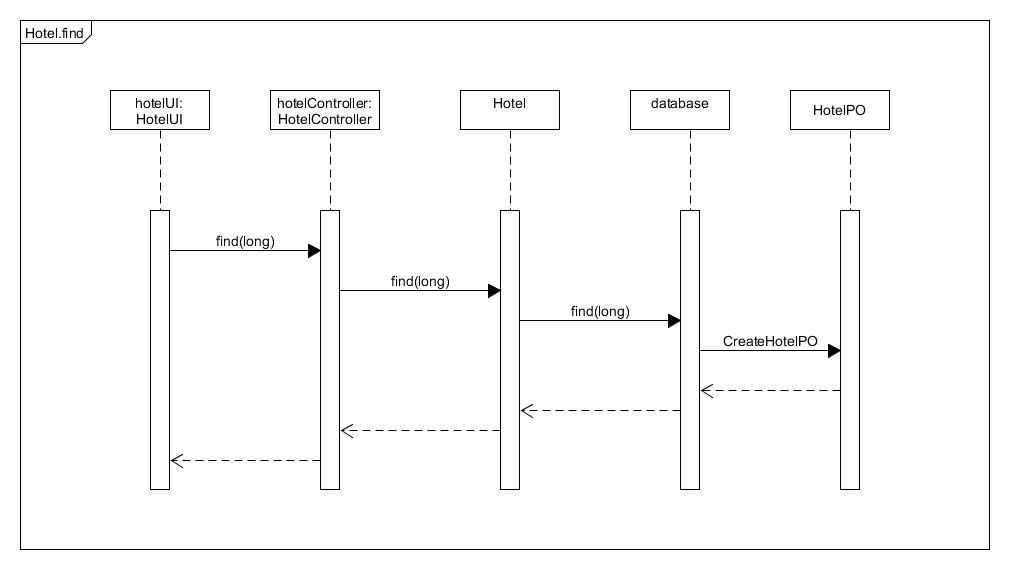 Hotel.find
hotelUI:
HotelUI
hotelController:
HotelController
Hotel
database
HotelPO
find(long)
find(long)
find(long)
CreateHotelPO